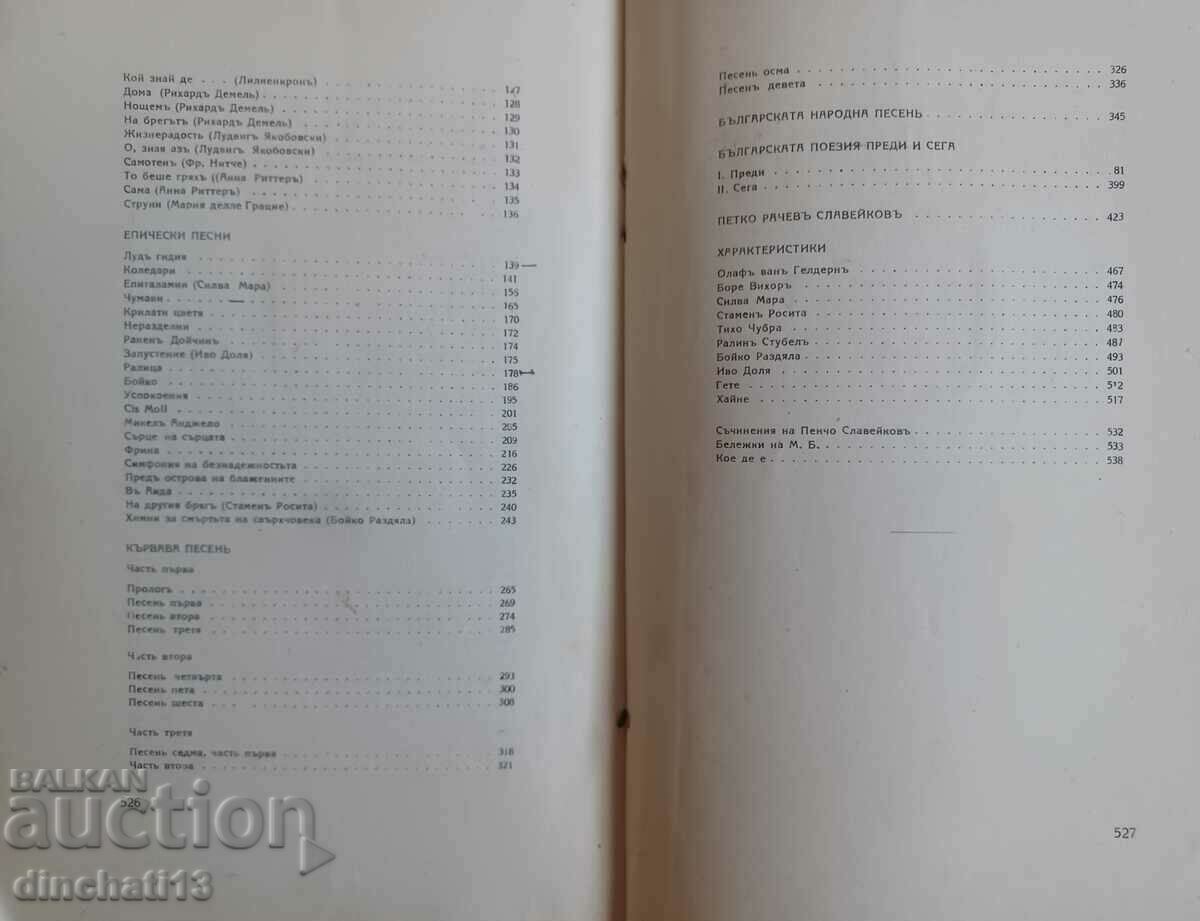 Кой знай де . . . (Лилиенкронъ) 127
Дома (Рихардъ Демель) 128
Нощемъ (Рихардъ Демель) 129
На брегътъ (Рихардъ Демель) 130
Жизнерадость (Лудвигъ Якобовски) 131
О, зная азъ (Лудвигъ Якобовски) 132
Самотенъ (Фр. Нитче) 133
То беше грѣхъ ((Анна Риттеръ) 134
Сама (Анна Риттеръ) 135
Струни (Мария делле Грацие) 136
ЕПИЧЕСКИ ПЕСНИ
Лудъ гидия 139
Коледари 141
Епиталамии (Силва Мара) 156
Чумави 165
Крилати цветя 170
Неразделни 172
Раненъ Дойчинъ 174
Запустение (Иво Доля) 175
Ралица 178
Бойко 186
Успокоения 195
Cis Moll 201
Микелъ Анджело 205
Сърце на сърцата 209
Фрина 216
Симфония на безнадежностьта 226
Предъ острова на блаженните 232
Въ Аида 235
На другия брягъ (Стаменъ Росита) 240
Химни за смъртьта на свърхчовека (Бойко Раздяла) 243
КЪРВАВА ПЕСЕНЬ
Часть първа
Прологъ 265
Песень първа 269
Песень втора 274
Песень трета 285
Часть втора
Песень четвърта 293
Песень пета 300
Песень шеста 308
Часть трета
Песень седма, часть първа 318
Часть втора 321
526
Песень осма 326
Песень девета 336
БЪЛГАРСКАТА НАРОДНА ПЕСЕНЬ 345
БЪЛГАРСКАТА ПОЕЗИЯ ПРЕДИ И СЕГА
I. Преди 81
II. Сега 399
ПЕТКО РАЧЕВЪ СЛАВЕЙКОВЪ 423
ХАРАКТЕРИСТИКИ
Олафъ ванъ Гелдернъ 467
Боре Вихоръ 474
Силва Мара 476
Стаменъ Росита 480
Тихо Чубра 483
Ралинъ Стубелъ 487
Бойко Раздяла 493
Иво Доля 501
Гете 512
Хайне 517
Съчинения на Пенчо Славейковъ 532
Бележки на М. Б. 533
Кое де е 538
527
BALKAN
auction
dinchati13